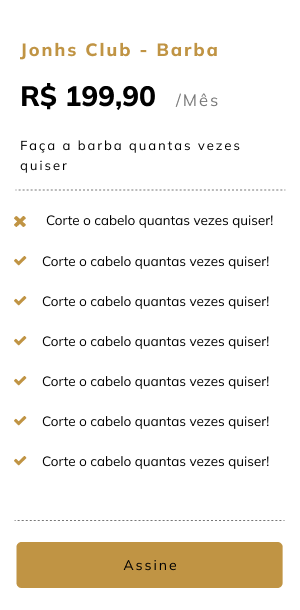 Jonhs Club - Barba
R$ 199,90 /Mês
Faça a barba quantas vezes
quiser
Corte o cabelo quantas vezes quiser!
Corte o cabelo quantas vezes quiser!
Corte o cabelo quantas vezes quiser!
Corte o cabelo quantas vezes quiser!
Corte o cabelo quantas vezes quiser!
Corte o cabelo quantas vezes quiser!
Corte o cabelo quantas vezes quiser!
Assine